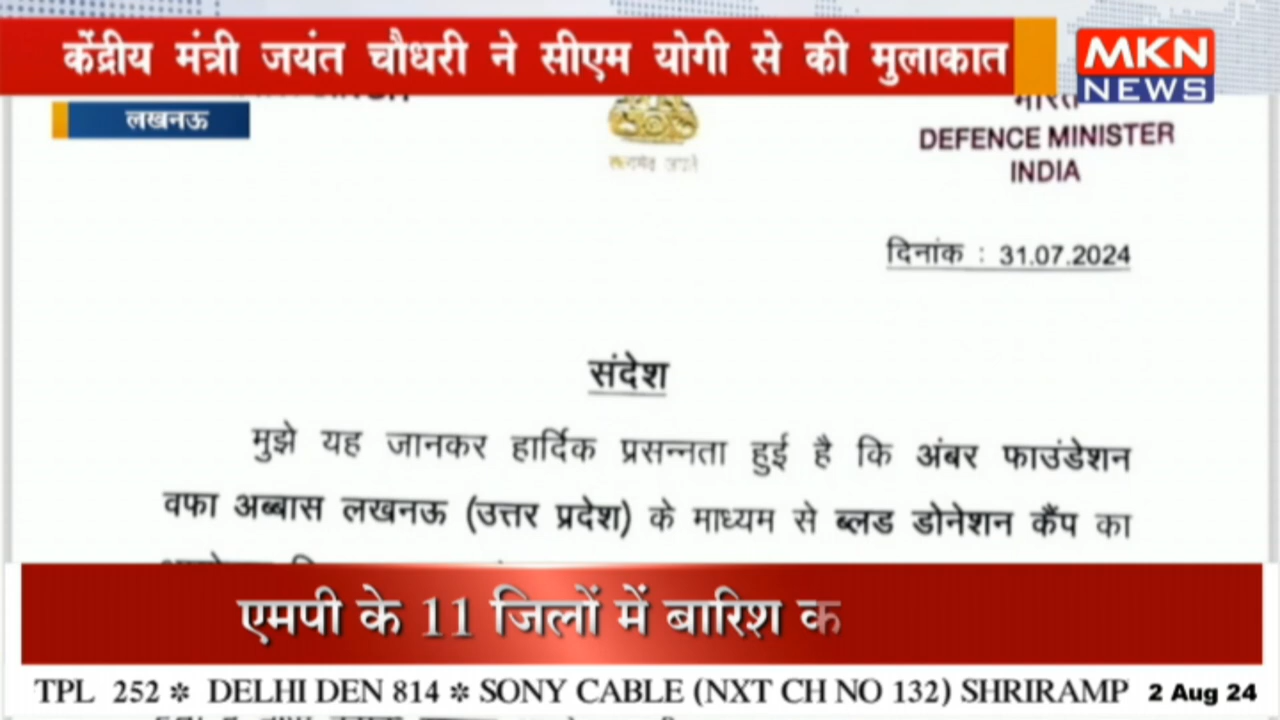 केंद्रीय मंत्री जयंत चौधरी ने सीएम योगी से की मुलाकात
MKN
NEWS
लखनऊ
DEFENCE MINISTER
INDIA
दिनांक : 31.07.2024
संदेश
मुझे यह जानकर हार्दिक प्रसन्नता हुई है कि अंबर फाउंडेशन
वफा अब्बास लखनऊ (उत्तर प्रदेश) के माध्यम से ब्लड डोनेशन कैंप का
एमपी के 11 जिलों में बारिश क
TPL 252 * DELHI DEN 814 * SONY CABLE (NXT CH NO 132) SHRIRAMP 2 Aug 24